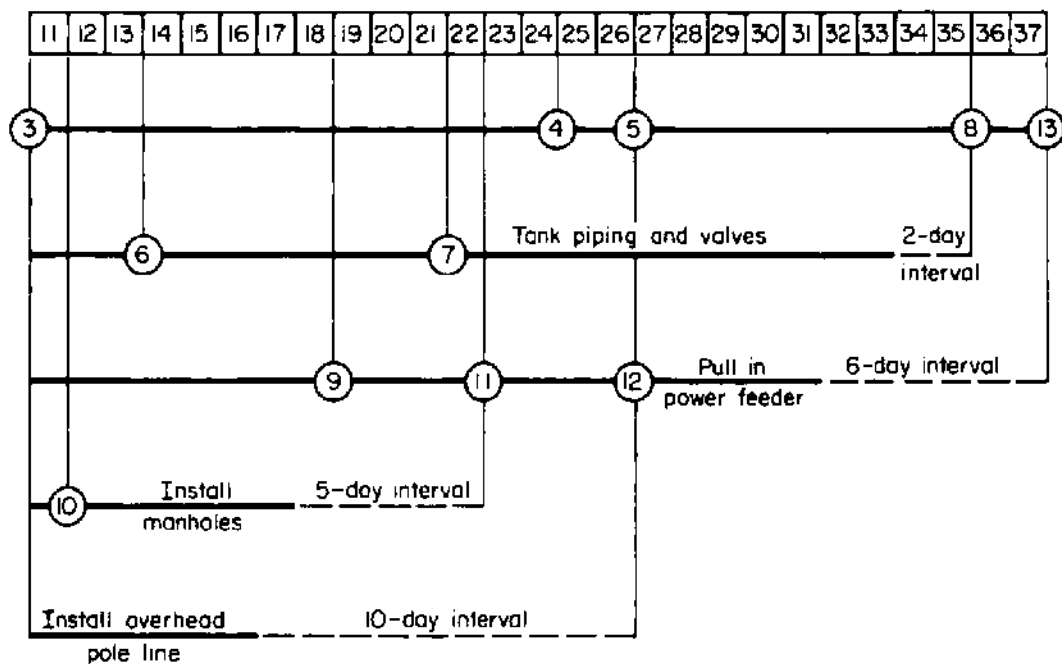 11 12 13 14 15 16 17 18 19 20 21 22 23 24 25 26 27 28 29 30 31 32 33 34 35 36 37
3 4 5 8 13
6 7 Tank piping and valves 2-day
interval
9 11 12 Pull in 6-day interval
power feeder
10 Install 5-day interval
manholes
Install overhead 10-day interval
pole line